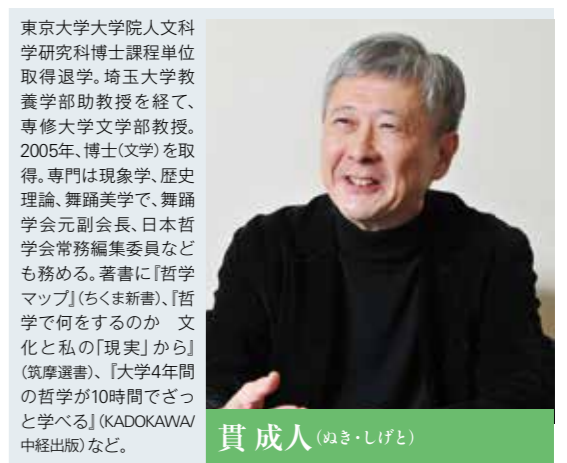 東京大学大学院人文科
学研究科博士課程単位
取得退学。埼玉大学教
養学部助教授を経て、
専修大学文学部教授。
2005年、博士(文学)を取
得。専門は現象学、歴史
理論、舞踊美学で、舞踊
学会元副会長、日本哲
学会常務編集委員など
も務める。著書に『哲学
マップ』(ちくま新書)、『哲
学で何をするのか　文
化と私の「現実」から』
(筑摩選書)、『大学4年間
の哲学が10時間でざっ
と学べる』(KADOKAWA/
中経出版)など。
貫 成人(ぬき・しげと)